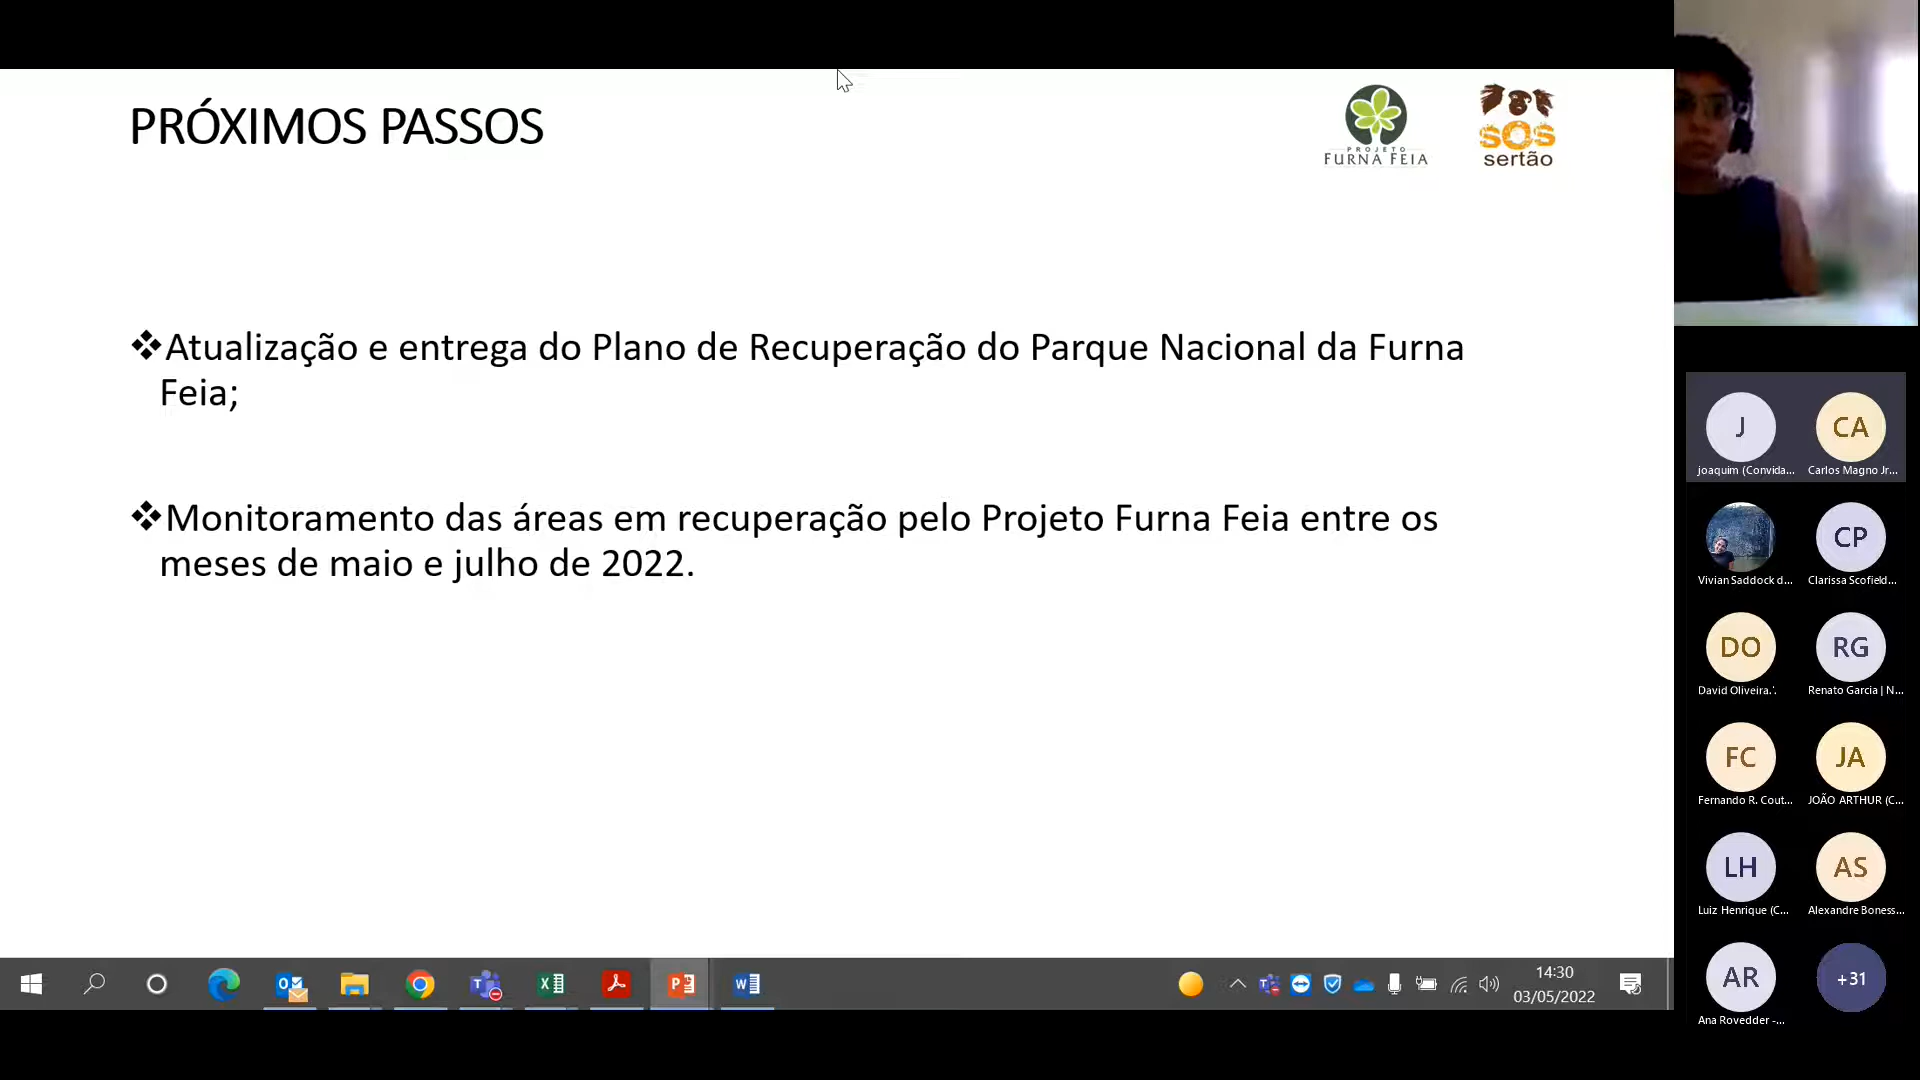 PRÓXIMOS PASSOS
PROJETO
FURNA FEIA
SOS
sertão
❖Atualização e entrega do Plano de Recuperação do Parque Nacional da Furna
Feia;
❖Monitoramento das áreas em recuperação pelo Projeto Furna Feia entre os
meses de maio e julho de 2022.
J
CA
joaquim (Convida...
Carlos Magno Jr...
CP
Vivian Saddock d...
Clarissa Scofield...
DO
RG
David Oliveira.'.
Renato Garcia | N...
FC
JA
Fernando R. Cout...
JOÃO ARTHUR (C...
LH
AS
Luiz Henrique (C...
Alexandre Boness...
AR
+31
Ana Rovedder -...
14:30
03/05/2022